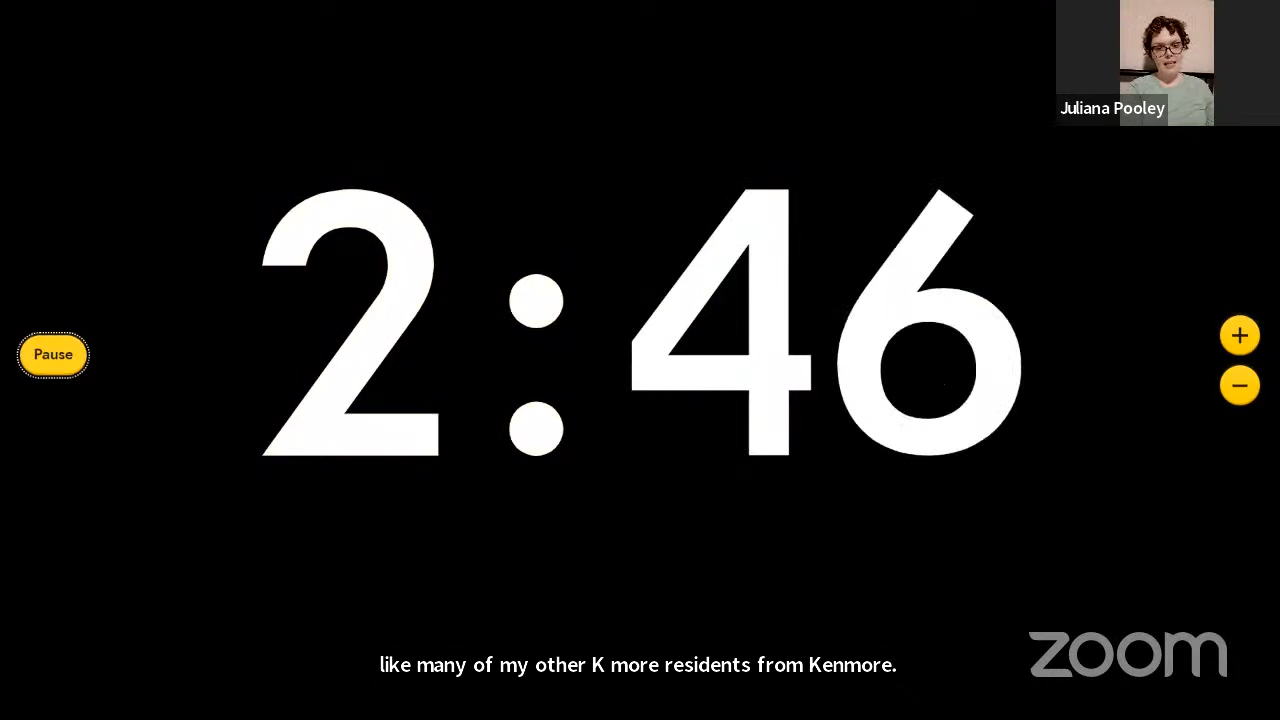 Juliana Pooley
2:46
Pause
+
−
like many of my other K more residents from Kenmore.
zoom